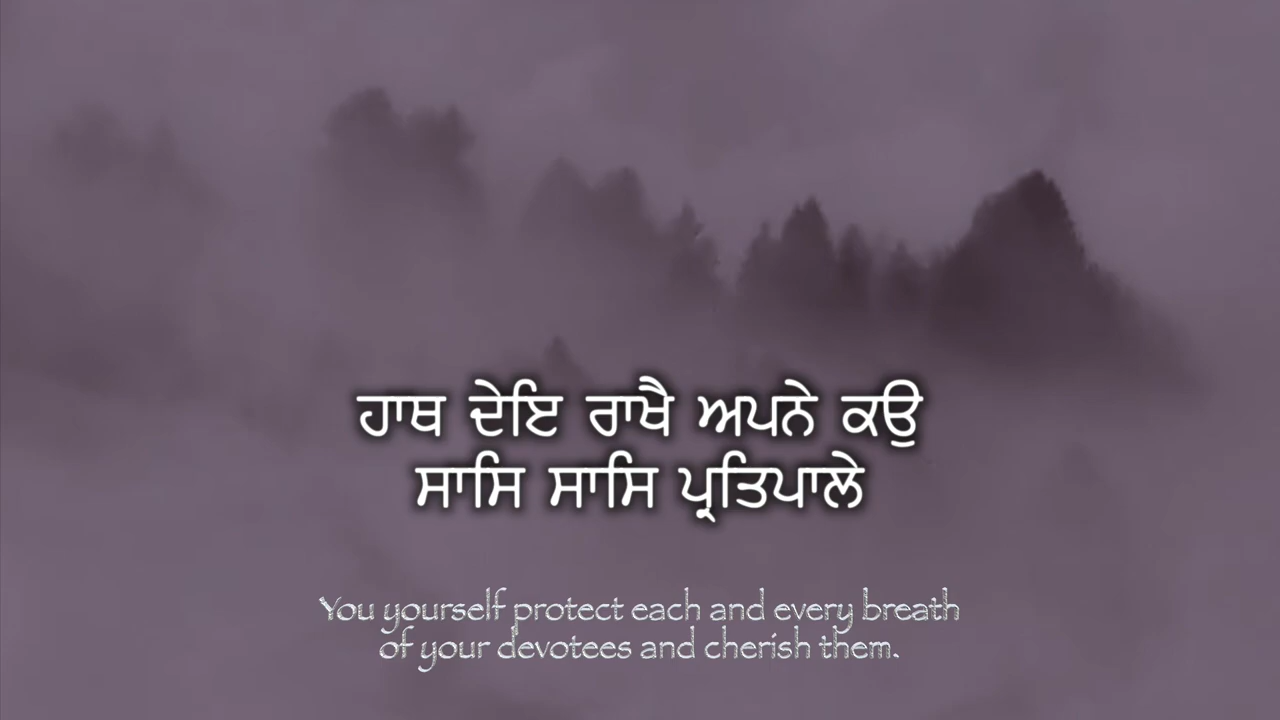 ਹਾਥ ਦੇਇ ਰਾਖੈ ਅਪਨੇ ਕਉ
ਸਾਸਿ ਸਾਸਿ ਪ੍ਰਤਿਪਾਲੇ
You yourself protect each and every breath
of your devotees and cherish them.